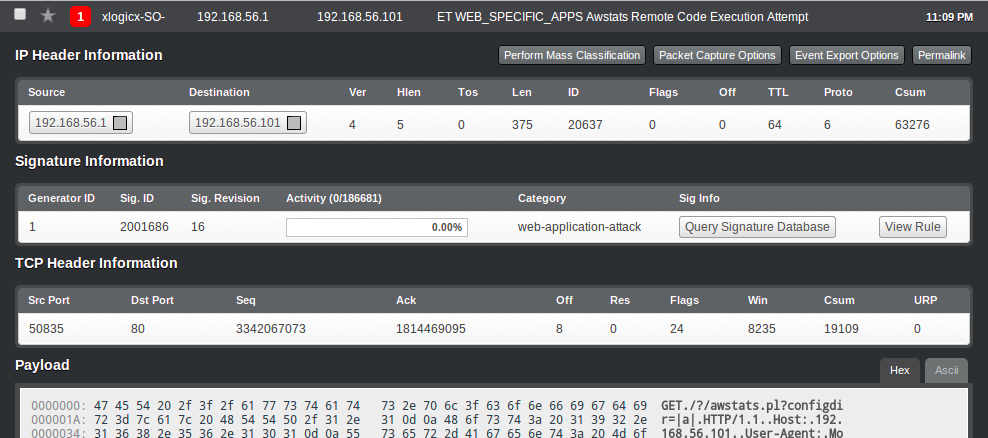 1 xlogicx-SO- 192.168.56.1 192.168.56.101 ET WEB_SPECIFIC_APPS Awstats Remote Code Execution Attempt 11:09 PM
IP Header Information Perform Mass Classification Packet Capture Options Event Export Options Permalink
Source Destination Ver Hlen Tos Len ID Flags Off TTL Proto Csum
192.168.56.1 192.168.56.101 4 5 0 375 20637 0 0 64 6 63276
Signature Information
Generator ID Sig. ID Sig. Revision Activity (0/186681) Category Sig Info
1 2001686 16 0.00% web-application-attack Query Signature Database View Rule
TCP Header Information
Src Port Dst Port Seq Ack Off Res Flags Win Csum URP
50835 80 3342067073 1814469095 8 0 24 8235 19109 0
Payload Hex Ascii
0000000: 47 45 54 20 2f 3f 2f 61 77 73 74 61 74 73 2e 70 6c 3f 63 6f 6e 66 69 67 64 69 GET./?/awstats.pl?configdi
000001A: 72 3d 7c 61 7c 20 48 54 54 50 2f 31 2e 31 0d 0a 48 6f 73 74 3a 20 31 39 32 2e r=|a|.HTTP/1.1..Host:.192.
0000034: 31 36 38 2e 35 36 2e 31 30 31 0d 0a 55 73 65 72 2d 41 67 65 6e 74 3a 20 4d 6f 168.56.101..User-Agent:.Mo